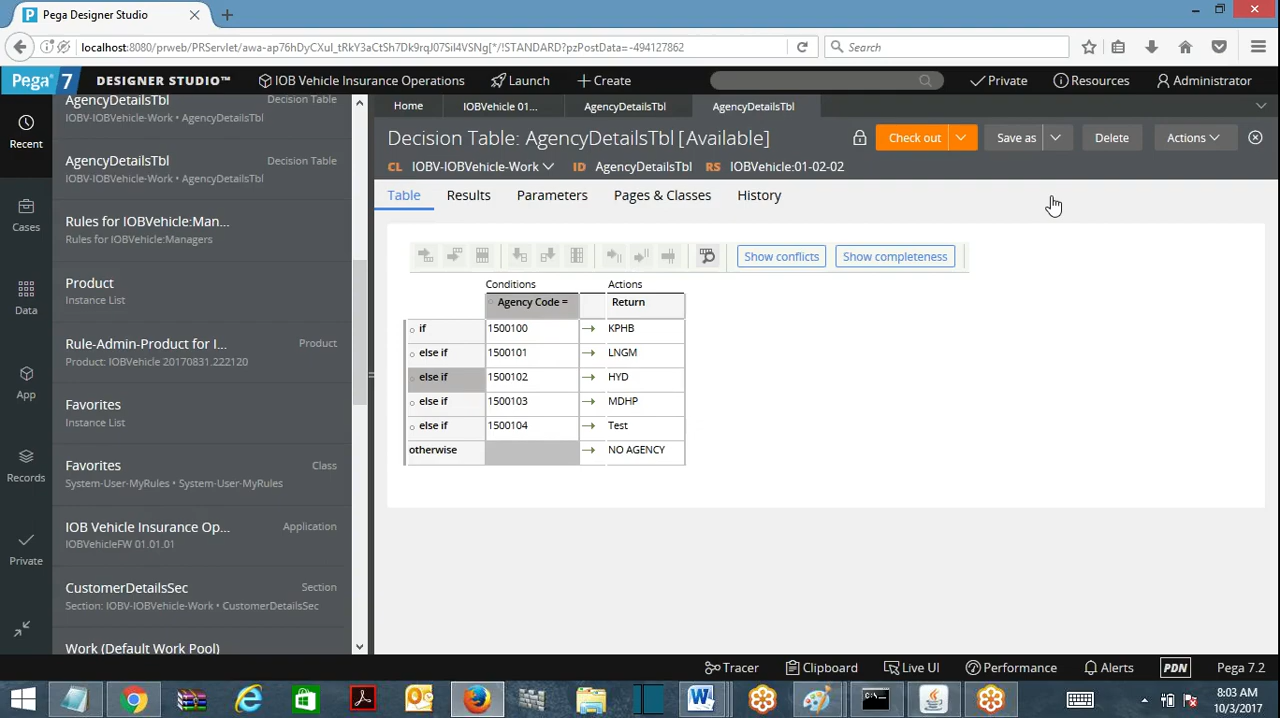 Pega Designer Studio
localhost:8080/prweb/PRServlet/awa-ap76hDyCXul_tRkY3aCtSh7Dk9rqJ07Sil4VSNg[*/!STANDARD?pzPostData=-494127862
Search
Pega 7
DESIGNER STUDIO™
IOB Vehicle Insurance Operations
Launch
Create
Private
Resources
Administrator
Recent
Cases
Data
App
Records
Private
AgencyDetailsTbl
Decision Table
IOBV-IOBVehicle-Work • AgencyDetailsTbl
AgencyDetailsTbl
Decision Table
IOBV-IOBVehicle-Work • AgencyDetailsTbl
Rules for IOBVehicle:Man...
Rules for IOBVehicle:Managers
Product
Instance List
Rule-Admin-Product for I...
Product
Product: IOBVehicle 20170831.222120
Favorites
Instance List
Favorites
Class
System-User-MyRules • System-User-MyRules
IOB Vehicle Insurance Op...
Application
IOBVehicleFW 01.01.01
CustomerDetailsSec
Section
Section: IOBV-IOBVehicle-Work • CustomerDetailsSec
Work (Default Work Pool)
Home
IOBVehicle 01...
AgencyDetailsTbl
AgencyDetailsTbl
Decision Table: AgencyDetailsTbl [Available]
Check out
Save as
Delete
Actions
CL IOBV-IOBVehicle-Work
ID AgencyDetailsTbl
RS IOBVehicle:01-02-02
Table
Results
Parameters
Pages & Classes
History
Show conflicts
Show completeness
Conditions
Actions
Agency Code =
Return
if 1500100 → KPHB
else if 1500101 → LNGM
else if 1500102 → HYD
else if 1500103 → MDHP
else if 1500104 → Test
otherwise → NO AGENCY
Tracer
Clipboard
Live UI
Performance
Alerts
PDN
Pega 7.2
8:03 AM
10/3/2017